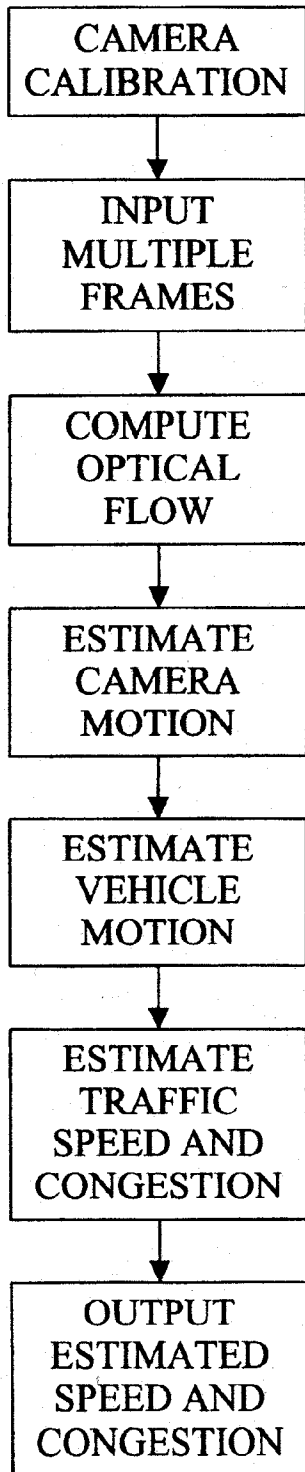 CAMERA
CALIBRATION
INPUT
MULTIPLE
FRAMES
COMPUTE
OPTICAL
FLOW
ESTIMATE
CAMERA
MOTION
ESTIMATE
VEHICLE
MOTION
ESTIMATE
TRAFFIC
SPEED AND
CONGESTION
OUTPUT
ESTIMATED
SPEED AND
CONGESTION